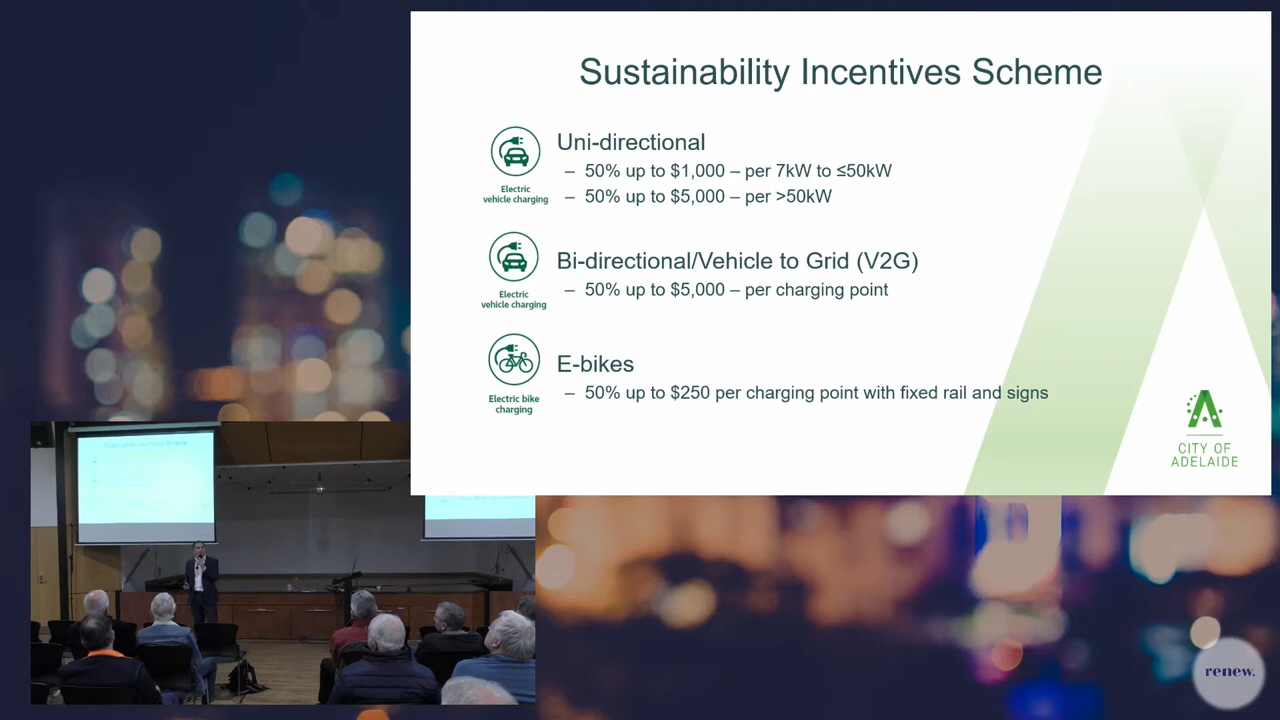 Sustainability Incentives Scheme
Electric
vehicle charging
Uni-directional
– 50% up to $1,000 – per 7kW to ≤50kW
– 50% up to $5,000 – per >50kW
Electric
vehicle charging
Bi-directional/Vehicle to Grid (V2G)
– 50% up to $5,000 – per charging point
Electric bike
charging
E-bikes
– 50% up to $250 per charging point with fixed rail and signs
CITY OF
ADELAIDE
renew.